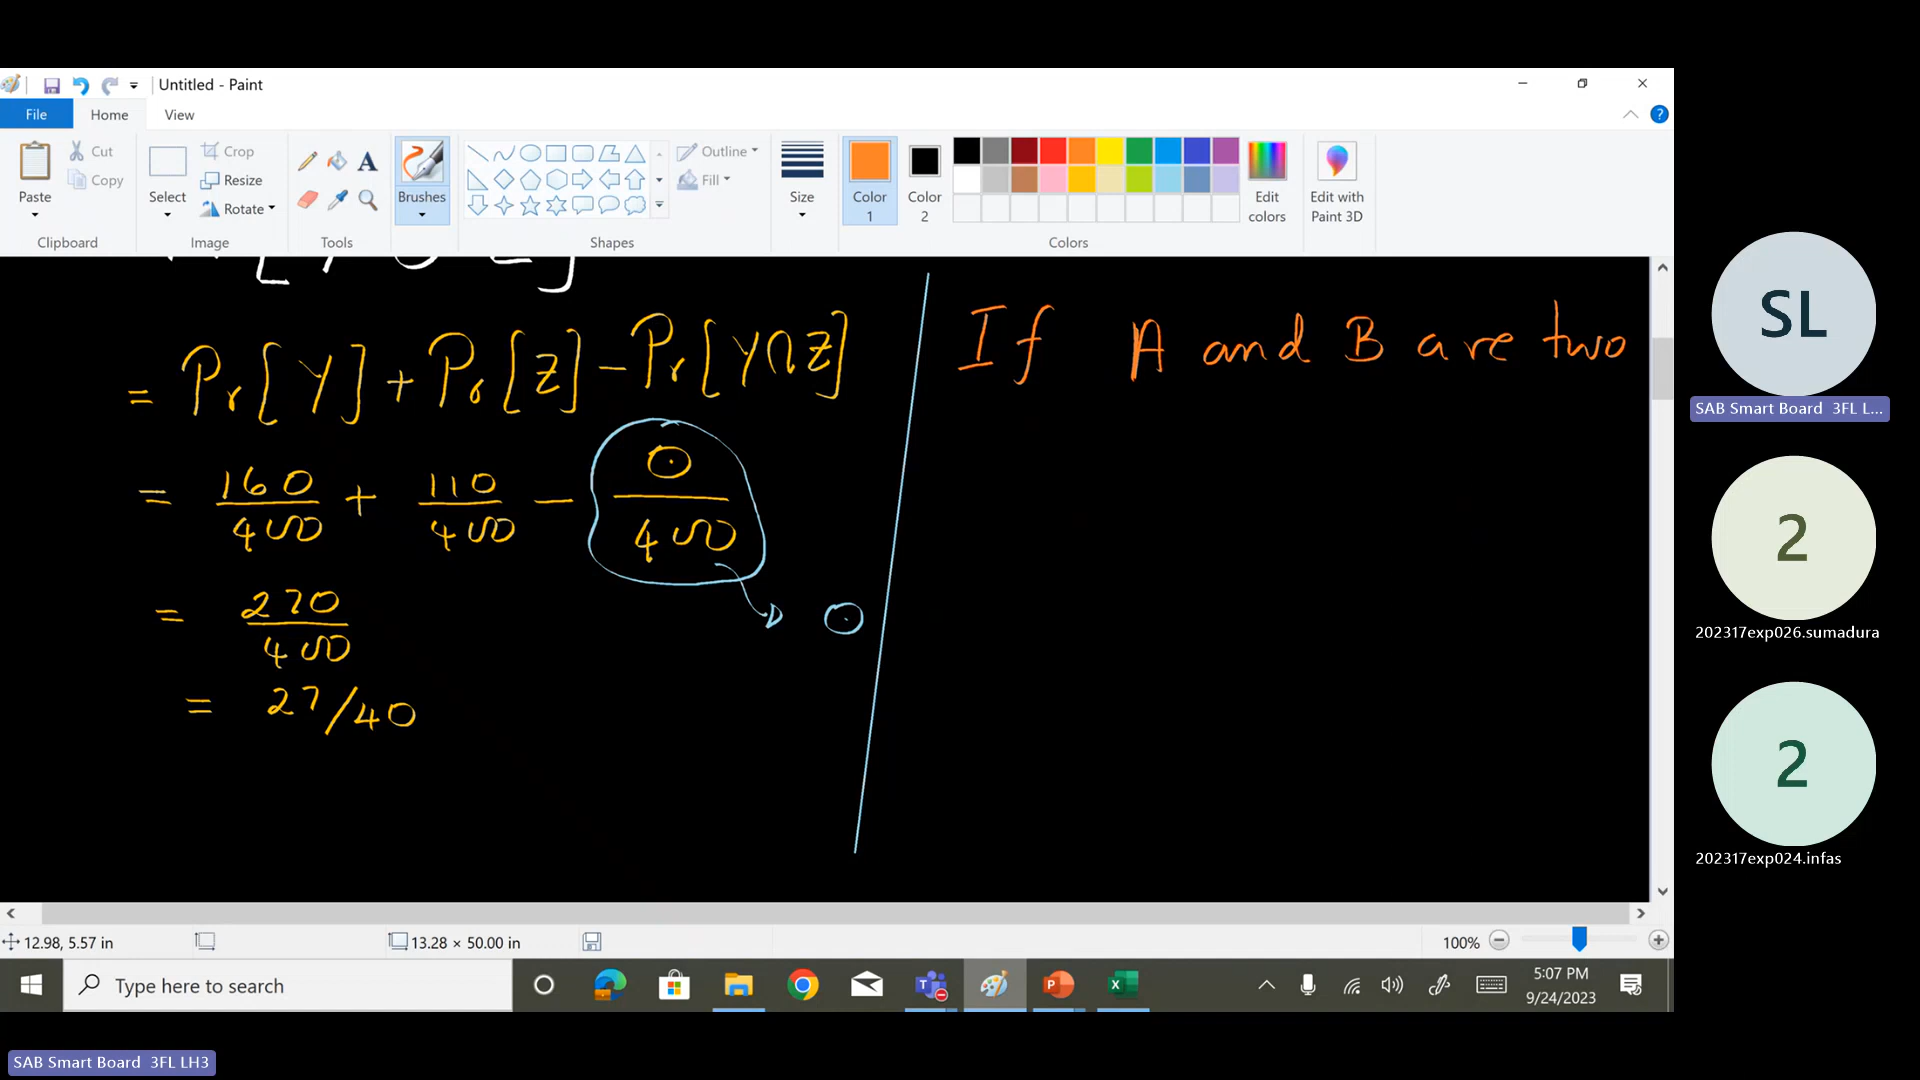 Untitled - Paint
File Home View
Paste
Cut
Copy
Clipboard
Select
Crop
Resize
Rotate
Image
A
Tools
Brushes
Shapes
Outline
Fill
Size
Color 1
Color 2
Edit colors
Edit with Paint 3D
Colors
?
= Pr[Y] + Pr[Z] - Pr[Y∩Z]
= 160/400 + 110/400 - 0/400
0
= 270/400
= 27/40
If A and B are two
12.98, 5.57 in
13.28 × 50.00 in
100%
Type here to search
5:07 PM
9/24/2023
SL
SAB Smart Board 3FL L...
2
202317exp026.sumadura
2
202317exp024.infas
SAB Smart Board 3FL LH3